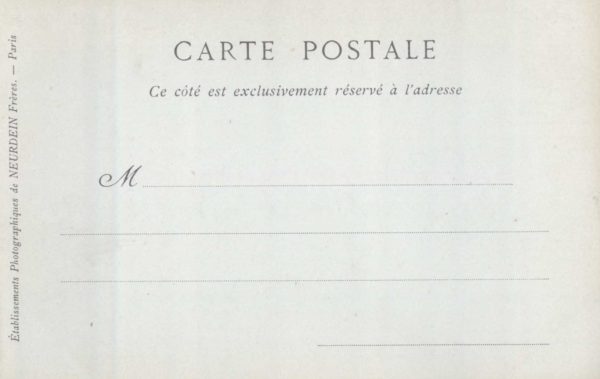 CARTE POSTALE
Ce côté est exclusivement réservé à l'adresse
M
Établissements Photographiques de NEURDEIN Frères. — Paris